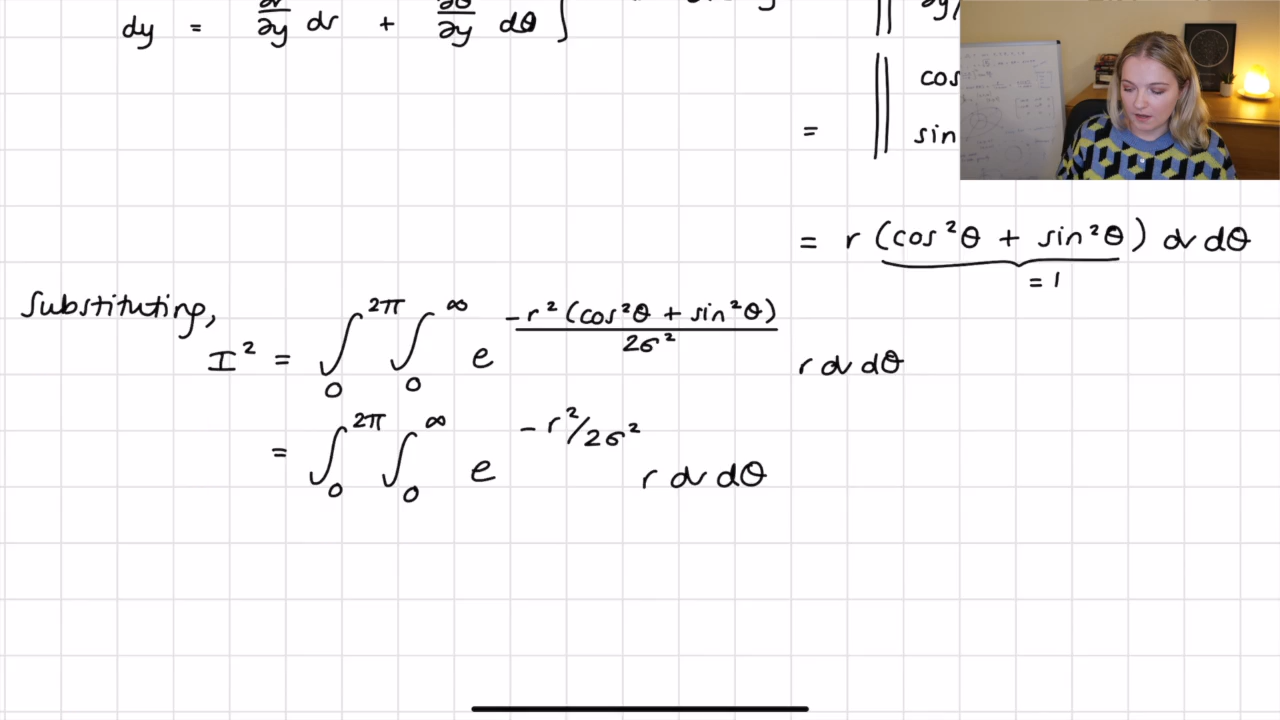 dy = ∂r/∂y dr + ∂θ/∂y dθ ]
∂y/
cos
= sin
= r (cos²θ + sin²θ) dr dθ
= 1
Substituting,
I² = ∫₀^2π ∫₀^∞ e^(-r² (cos²θ + sin²θ) / 2σ²) r dr dθ
= ∫₀^2π ∫₀^∞ e^(-r²/2σ²) r dr dθ